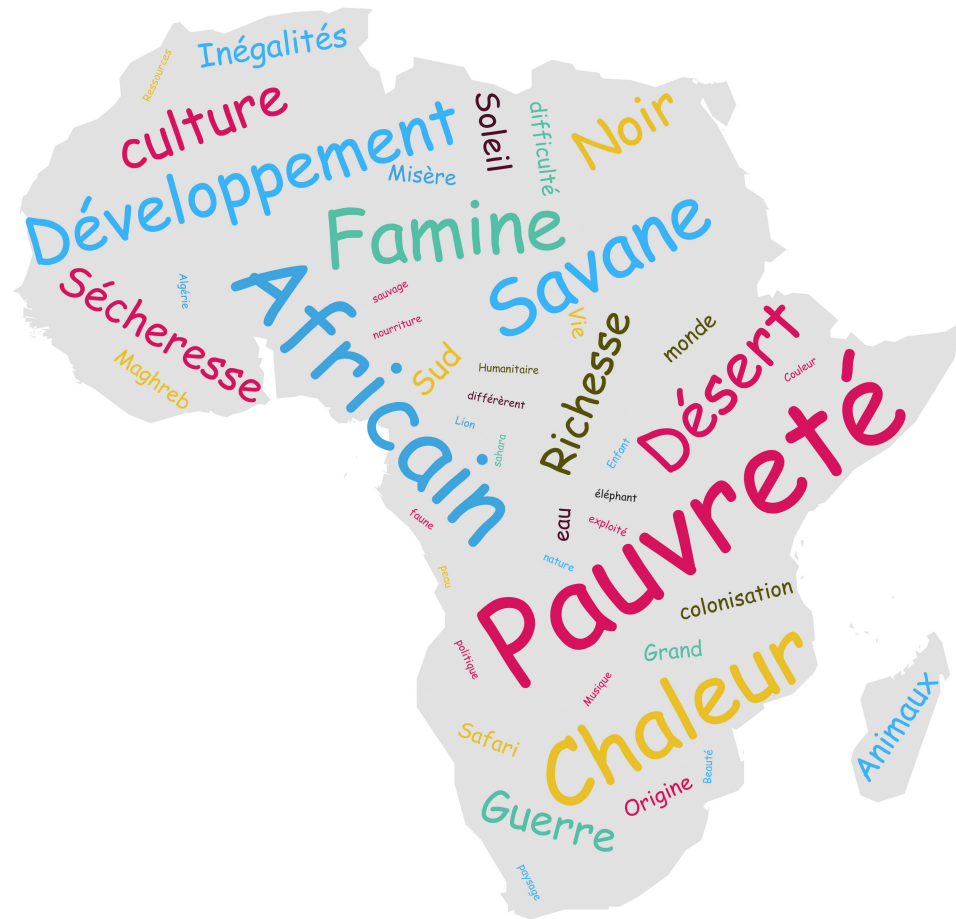 Inégalités
Ressources
culture
Développement
Soleil
difficulté
Noir
Misère
Famine
Savane
Sécheresse
Algérie
Africain
sauvage
nourriture
Vie
Maghreb
Sud
Humanitaire
différèrent
Lion
sahara
Richesse
monde
Désert
Couleur
Enfant
éléphant
eau
exploité
faune
nature
peau
Pauvreté
colonisation
politique
Grand
Musique
Chaleur
Safari
Beauté
Origine
Guerre
Animaux
paysage